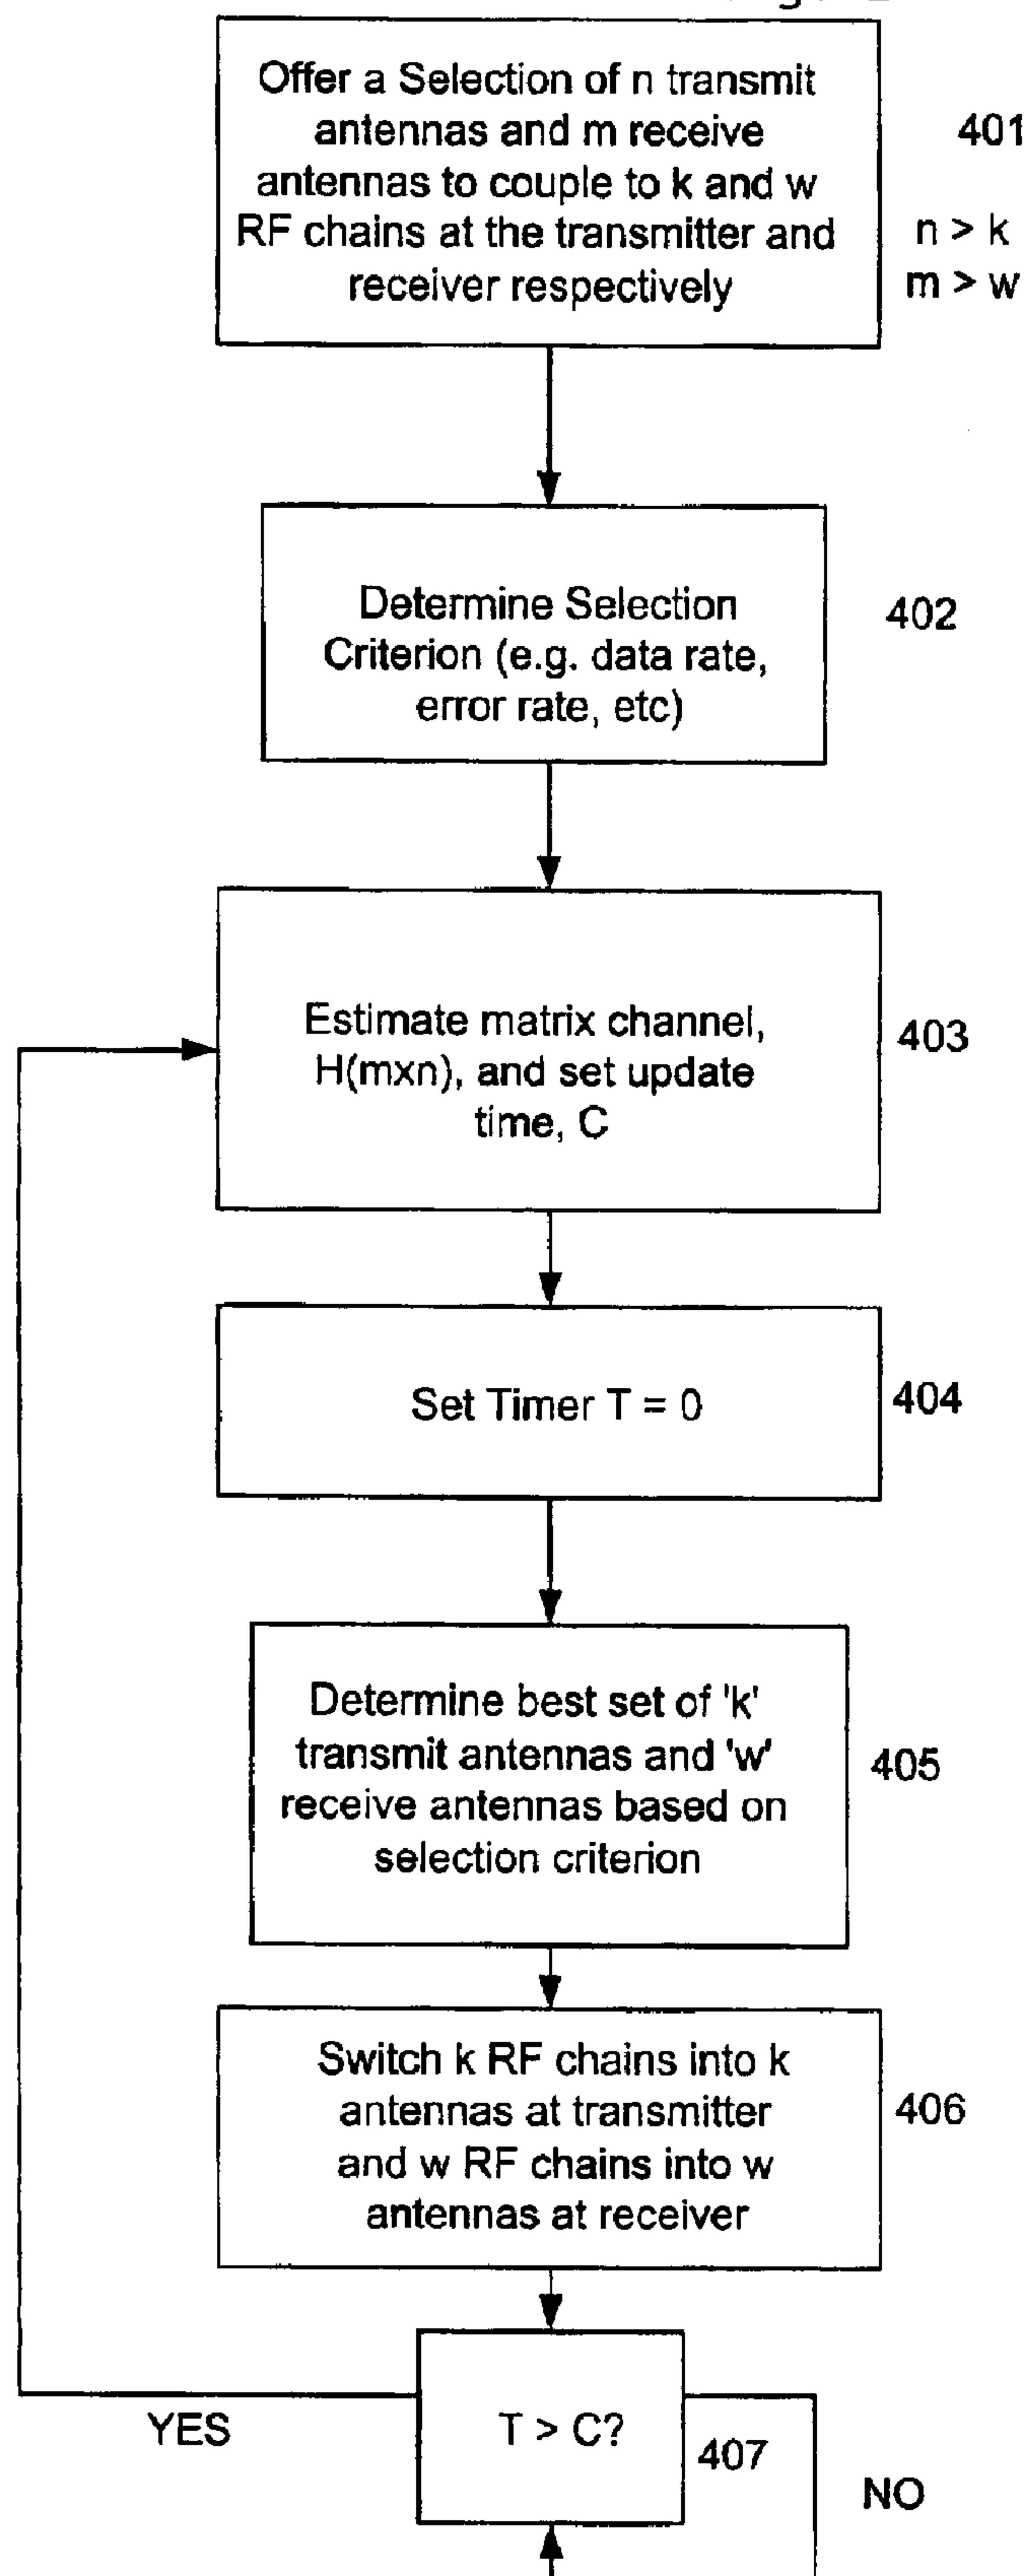 Offer a Selection of n transmit
antennas and m receive
antennas to couple to k and w
RF chains at the transmitter and
receiver respectively
401
n > k
m > w
Determine Selection
Criterion (e.g. data rate,
error rate, etc)
402
Estimate matrix channel,
H(mxn), and set update
time, C
403
Set Timer T = 0
404
Determine best set of 'k'
transmit antennas and 'w'
receive antennas based on
selection criterion
405
Switch k RF chains into k
antennas at transmitter
and w RF chains into w
antennas at receiver
406
T > C?
407
YES
NO